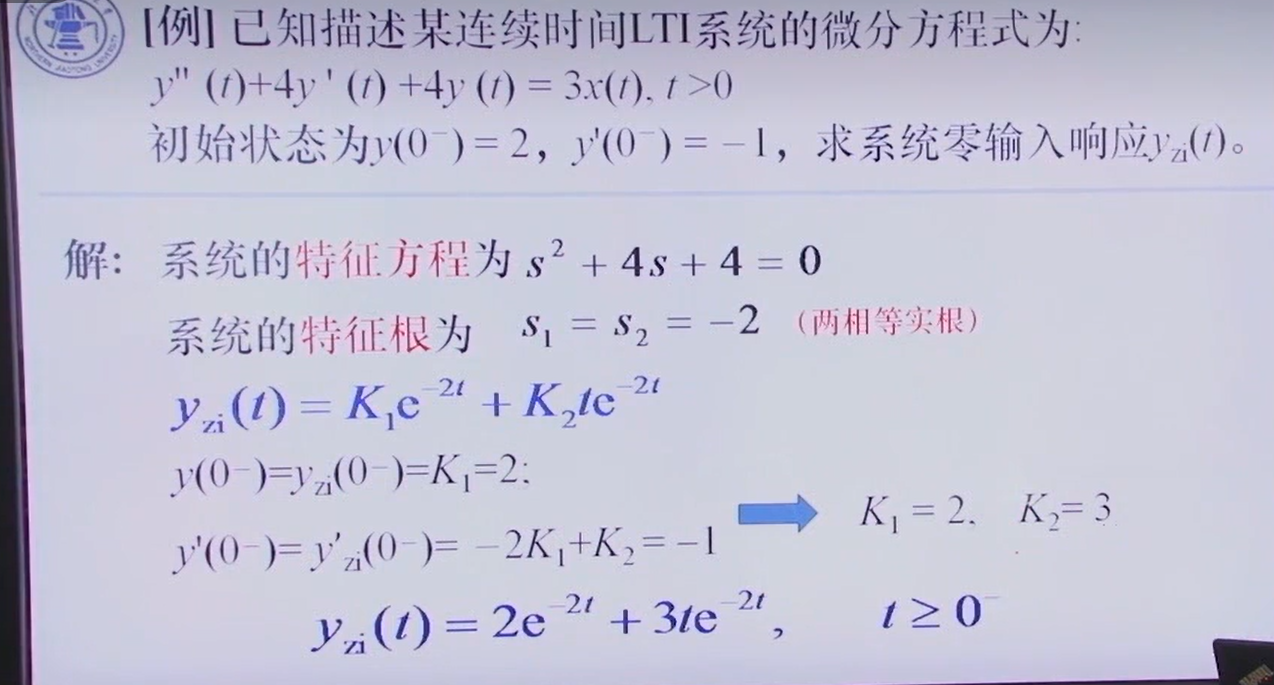 [例] 已知描述某连续时间LTI系统的微分方程式为:
y″ (t)+4y ′ (t) +4y (t) = 3x(t), t >0
初始状态为y(0⁻) = 2，y′(0⁻) = −1，求系统零输入响应y_zi(t)。
解: 系统的特征方程为 s² + 4s + 4 = 0
系统的特征根为 s₁ = s₂ = −2 （两相等实根）
y_zi(t) = K₁e^(−2t) + K₂te^(−2t)
y(0⁻)=y_zi(0⁻)=K₁=2;
y′(0⁻)= y′_zi(0⁻)= −2K₁+K₂= −1
K₁ = 2, K₂= 3
y_zi(t) = 2e^(−2t) + 3te^(−2t), t ≥ 0⁻